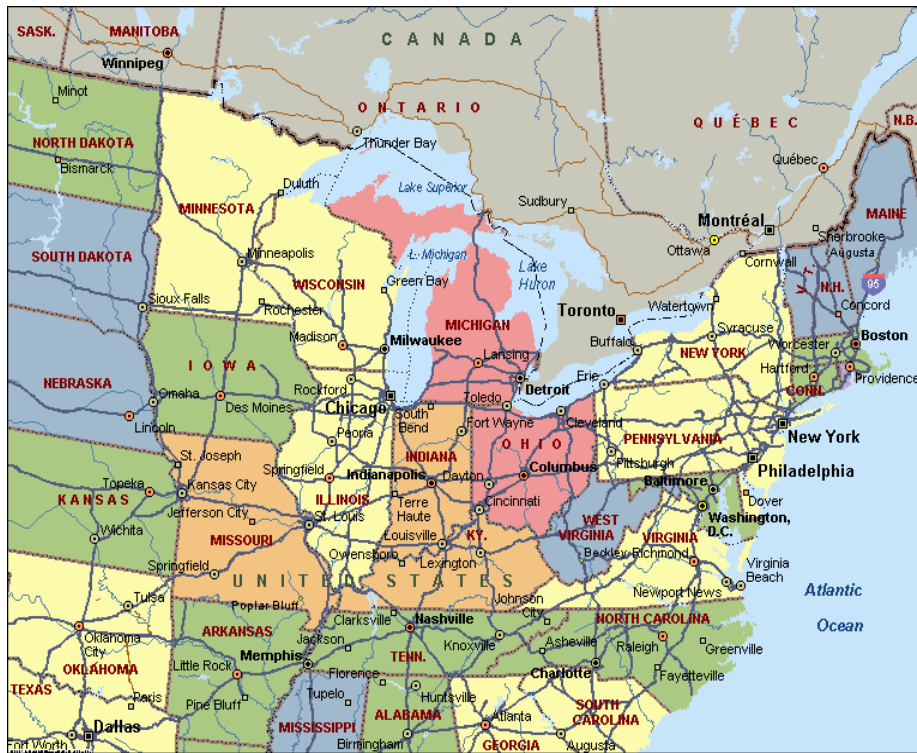 SASK.
MANITOBA
Winnipeg
CANADA
ONTARIO
QUÉBEC
N.B.
Minot
NORTH DAKOTA
Bismarck
Thunder Bay
Québec
Duluth
Lake Superior
Sudbury
Montréal
MAINE
MINNESOTA
Ottawa
Sherbrooke
Augusta
Cornwall
SOUTH DAKOTA
Minneapolis
L. Michigan
Lake
Huron
V.T.
N.H.
95
WISCONSIN
Green Bay
Sioux Falls
Rochester
Watertown
Concord
Toronto
MICHIGAN
Madison
Milwaukee
Buffalo
Syracuse
Boston
Worcester
NEW YORK
IOWA
Lansing
Hartford
Providence
NEBRASKA
Rockford
Detroit
Erie
CONN.
Omaha
Des Moines
Chicago
Toledo
South
Bend
Fort Wayne
Cleveland
Lincoln
Peoria
OHIO
PENNSYLVANIA
New York
St. Joseph
INDIANA
Pittsburgh
Philadelphia
Topeka
Kansas City
Springfield
Indianapolis
Dayton
Columbus
Baltimore
KANSAS
Jefferson City
ILLINOIS
Terre
Haute
Cincinnati
Dover
Washington,
D.C.
Wichita
St. Louis
MISSOURI
Louisville
KY.
WEST
VIRGINIA
VIRGINIA
Owensboro
Lexington
Beckley
Richmond
Virginia
Beach
Springfield
UNITED STATES
Newport News
Atlantic
Ocean
Tulsa
Poplar Bluff
Clarksville
Johnson
City
Oklahoma
City
ARKANSAS
Jackson
Nashville
Knoxville
NORTH CAROLINA
Asheville
Raleigh
Greenville
OKLAHOMA
Little Rock
Memphis
TENN.
Charlotte
Fayetteville
TEXAS
Paris
Pine Bluff
Florence
Huntsville
Tupelo
SOUTH
CAROLINA
Dallas
MISSISSIPPI
ALABAMA
Atlanta
Fort Worth
Birmingham
GEORGIA
Augusta